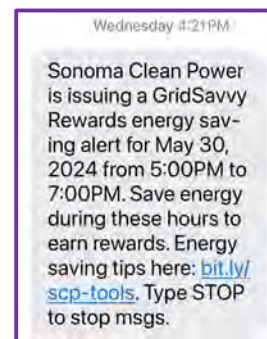 Wednesday 4:21PM
Sonoma Clean Power
is issuing a GridSavvy
Rewards energy sav-
ing alert for May 30,
2024 from 5:00PM to
7:00PM. Save energy
during these hours to
earn rewards. Energy
saving tips here: bit.ly/
scp-tools. Type STOP
to stop msgs.